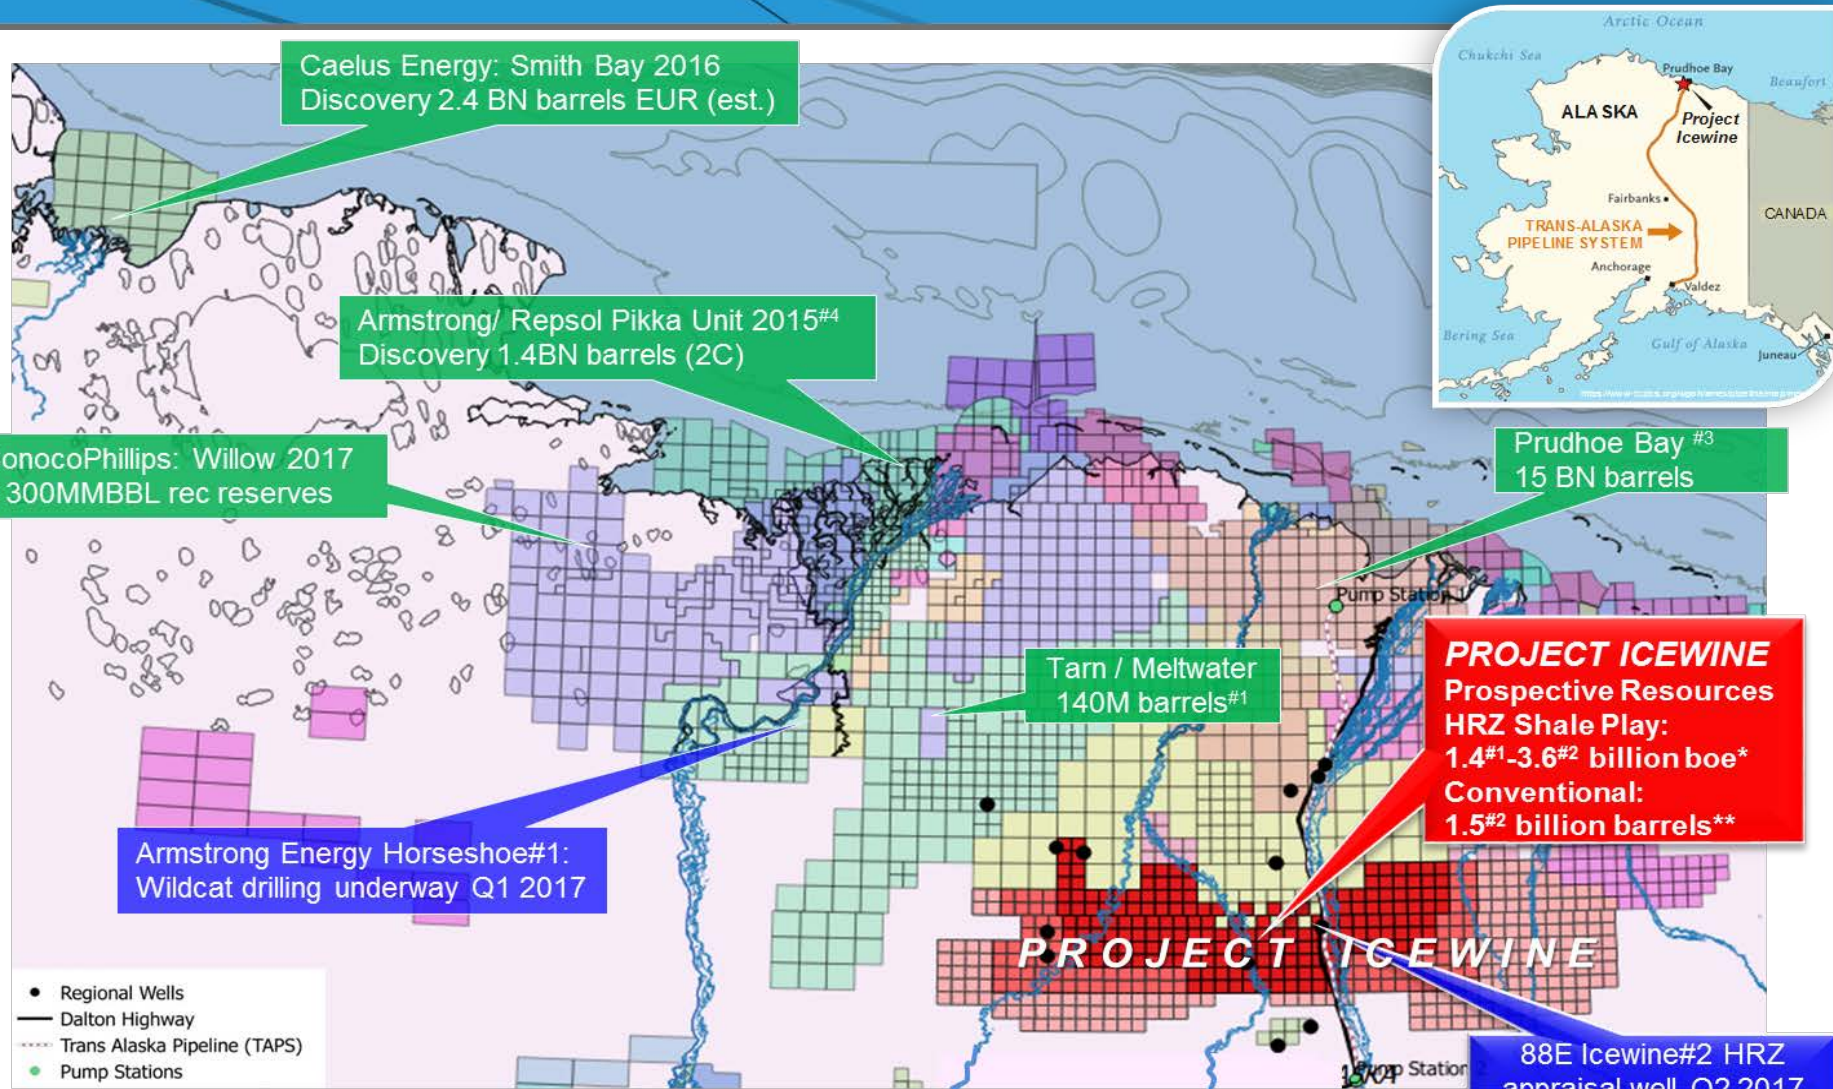 Caelus Energy: Smith Bay 2016
Discovery 2.4 BN barrels EUR (est.)
Arctic Ocean
Chukchi Sea
Prudhoe Bay
Beaufort
ALASKA
Project
Icewine
Fairbanks
CANADA
TRANS-ALASKA
PIPELINE SYSTEM
Anchorage
Valdez
Bering Sea
Gulf of Alaska
Juneau
Armstrong/ Repsol Pikka Unit 2015#4
Discovery 1.4BN barrels (2C)
onocoPhillips: Willow 2017
300MMBBL rec reserves
Prudhoe Bay #3
15 BN barrels
Pump Station 1
Tarn / Meltwater
140M barrels#1
PROJECT ICEWINE
Prospective Resources
HRZ Shale Play:
1.4#1-3.6#2 billion boe*
Conventional:
1.5#2 billion barrels**
Armstrong Energy Horseshoe#1:
Wildcat drilling underway Q1 2017
PROJECT ICEWINE
Regional Wells
Dalton Highway
Trans Alaska Pipeline (TAPS)
Pump Stations
Pump Station 2
88E Icewine#2 HRZ
appraisal well Q2 2017